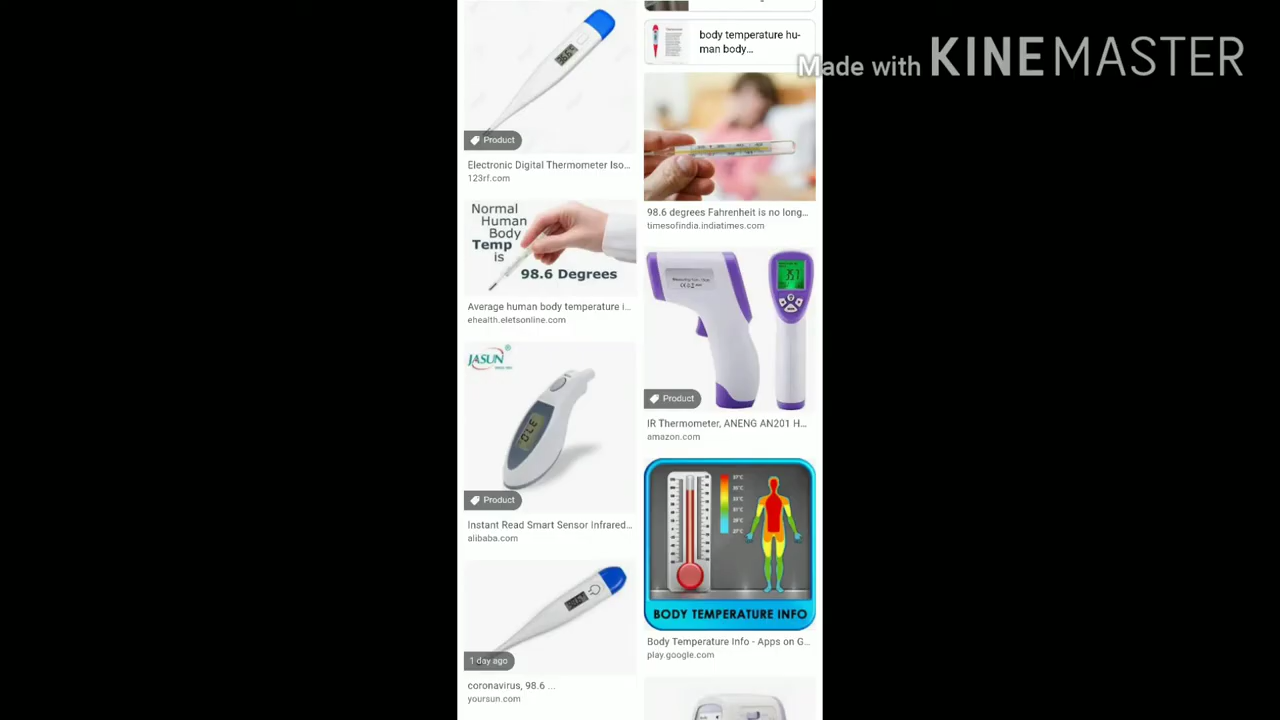 Product
Electronic Digital Thermometer Iso...
123rf.com
Normal
Human
Body
Temp
is
98.6 Degrees
Average human body temperature i...
ehealth.eletsonline.com
JASUN
Product
Instant Read Smart Sensor Infrared...
alibaba.com
1 day ago
coronavirus, 98.6 ...
yoursun.com
body temperature hu-
man body...
98.6 degrees Fahrenheit is no long...
timesofindia.indiatimes.com
Product
IR Thermometer, ANENG AN201 H...
amazon.com
BODY TEMPERATURE INFO
Body Temperature Info - Apps on G...
play.google.com
Made with KINEMASTER